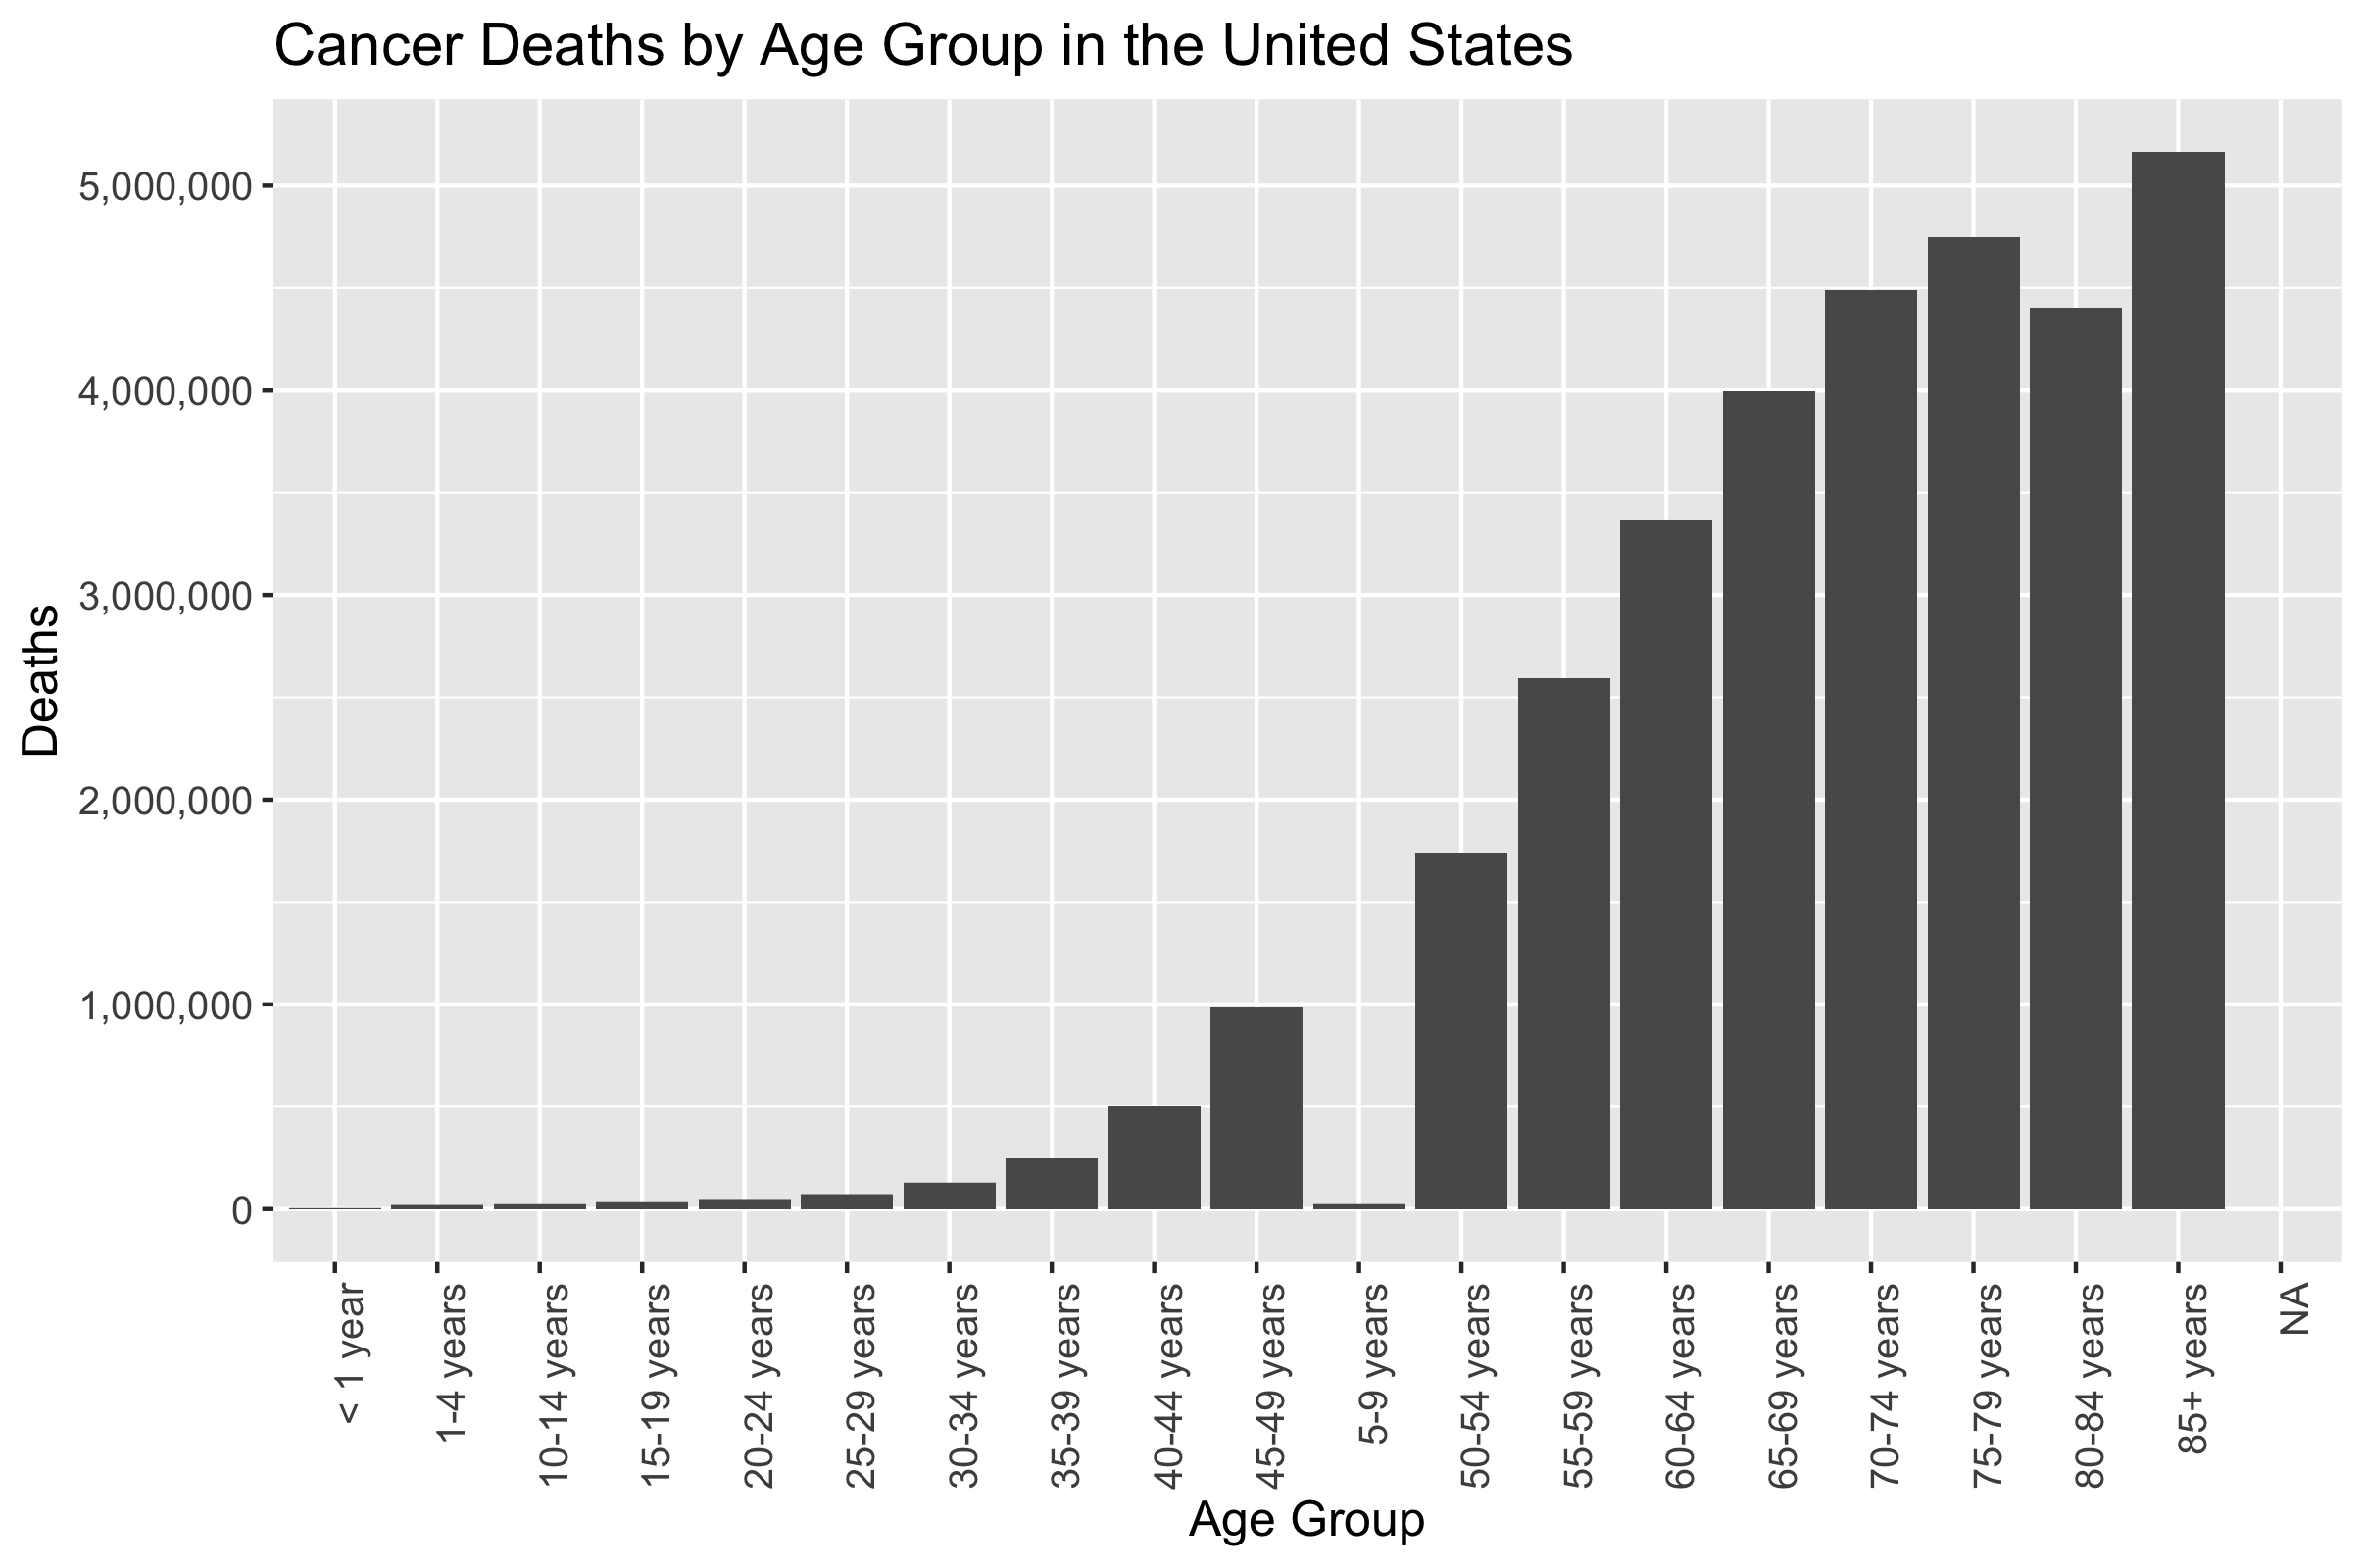 Cancer Deaths by Age Group in the United States
5,000,000
4,000,000
3,000,000
2,000,000
1,000,000
0
Deaths
< 1 year
1-4 years
10-14 years
15-19 years
20-24 years
25-29 years
30-34 years
35-39 years
40-44 years
45-49 years
5-9 years
50-54 years
55-59 years
60-64 years
65-69 years
70-74 years
75-79 years
80-84 years
85+ years
NA
Age Group